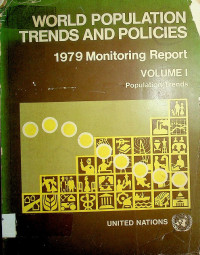 WORLD POPULATION
TRENDS AND POLICIES
1979 Monitoring Report
VOLUME I
Population Trends
UNITED NATIONS